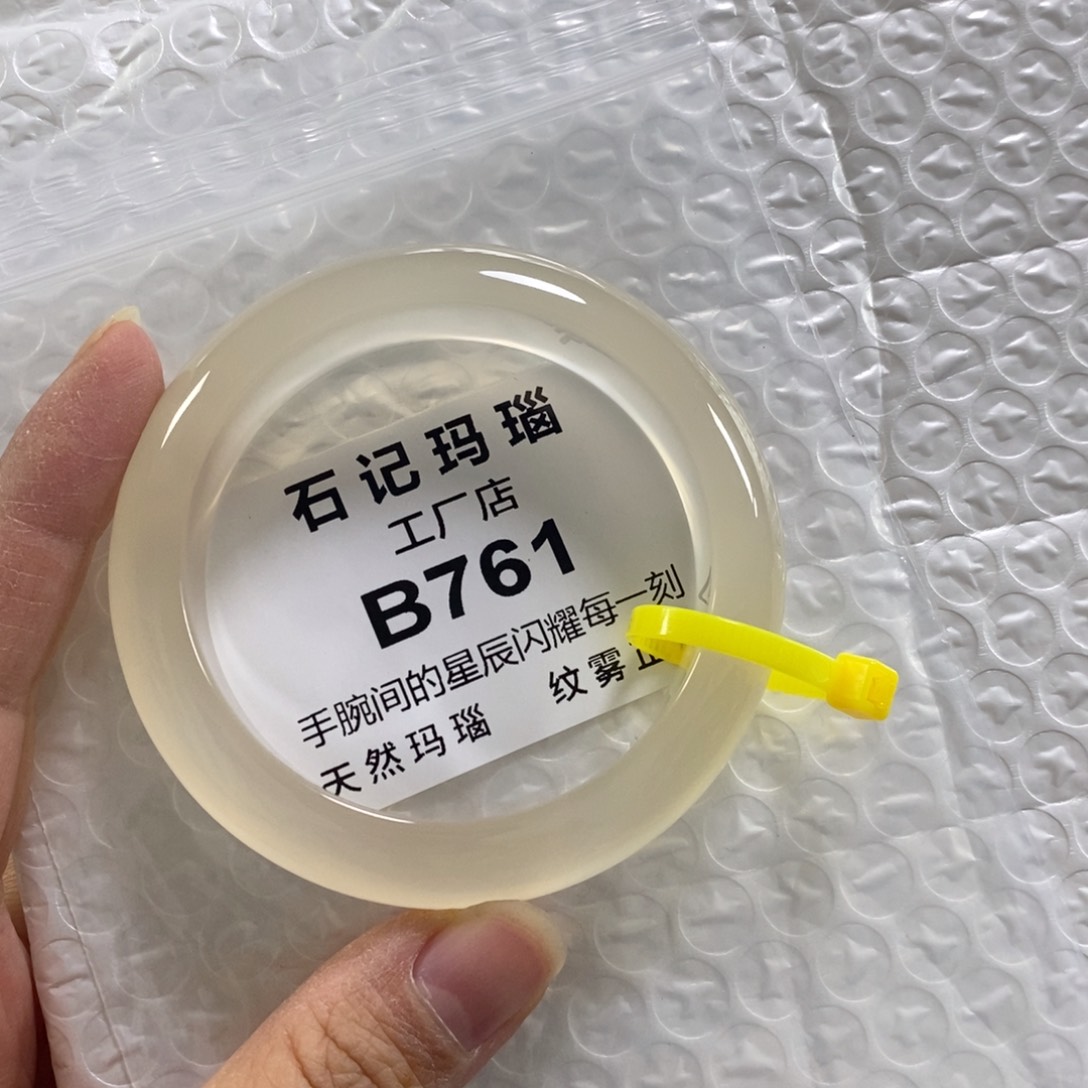 石记玛瑙
工厂店
B761
手腕间的星辰闪耀每一刻
天然玛瑙 纹雾